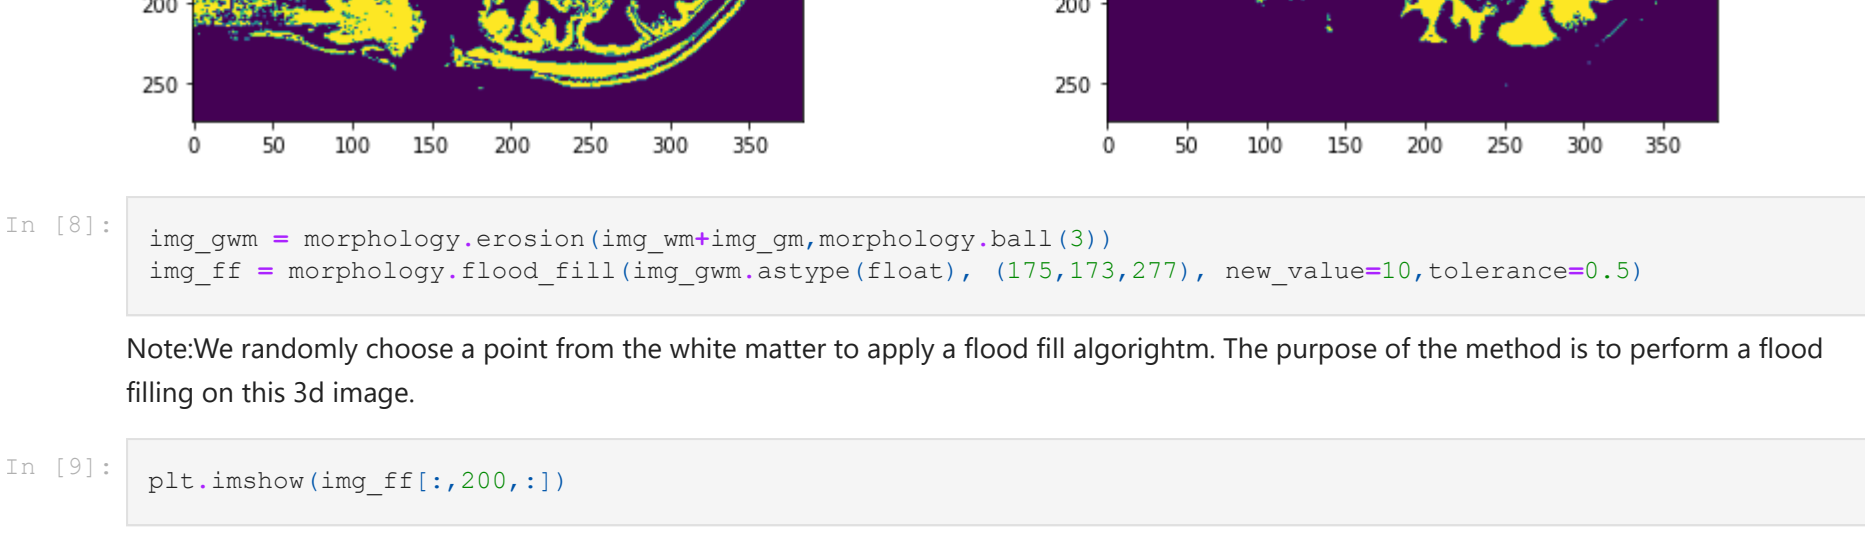 200 200
250 250
0 50 100 150 200 250 300 350 0 50 100 150 200 250 300 350
In [8]:
img_gwm = morphology.erosion(img_wm+img_gm,morphology.ball(3))
img_ff = morphology.flood_fill(img_gwm.astype(float), (175,173,277), new_value=10,tolerance=0.5)
Note:We randomly choose a point from the white matter to apply a flood fill algorightm. The purpose of the method is to perform a flood
filling on this 3d image.
In [9]:
plt.imshow(img_ff[:,200,:])